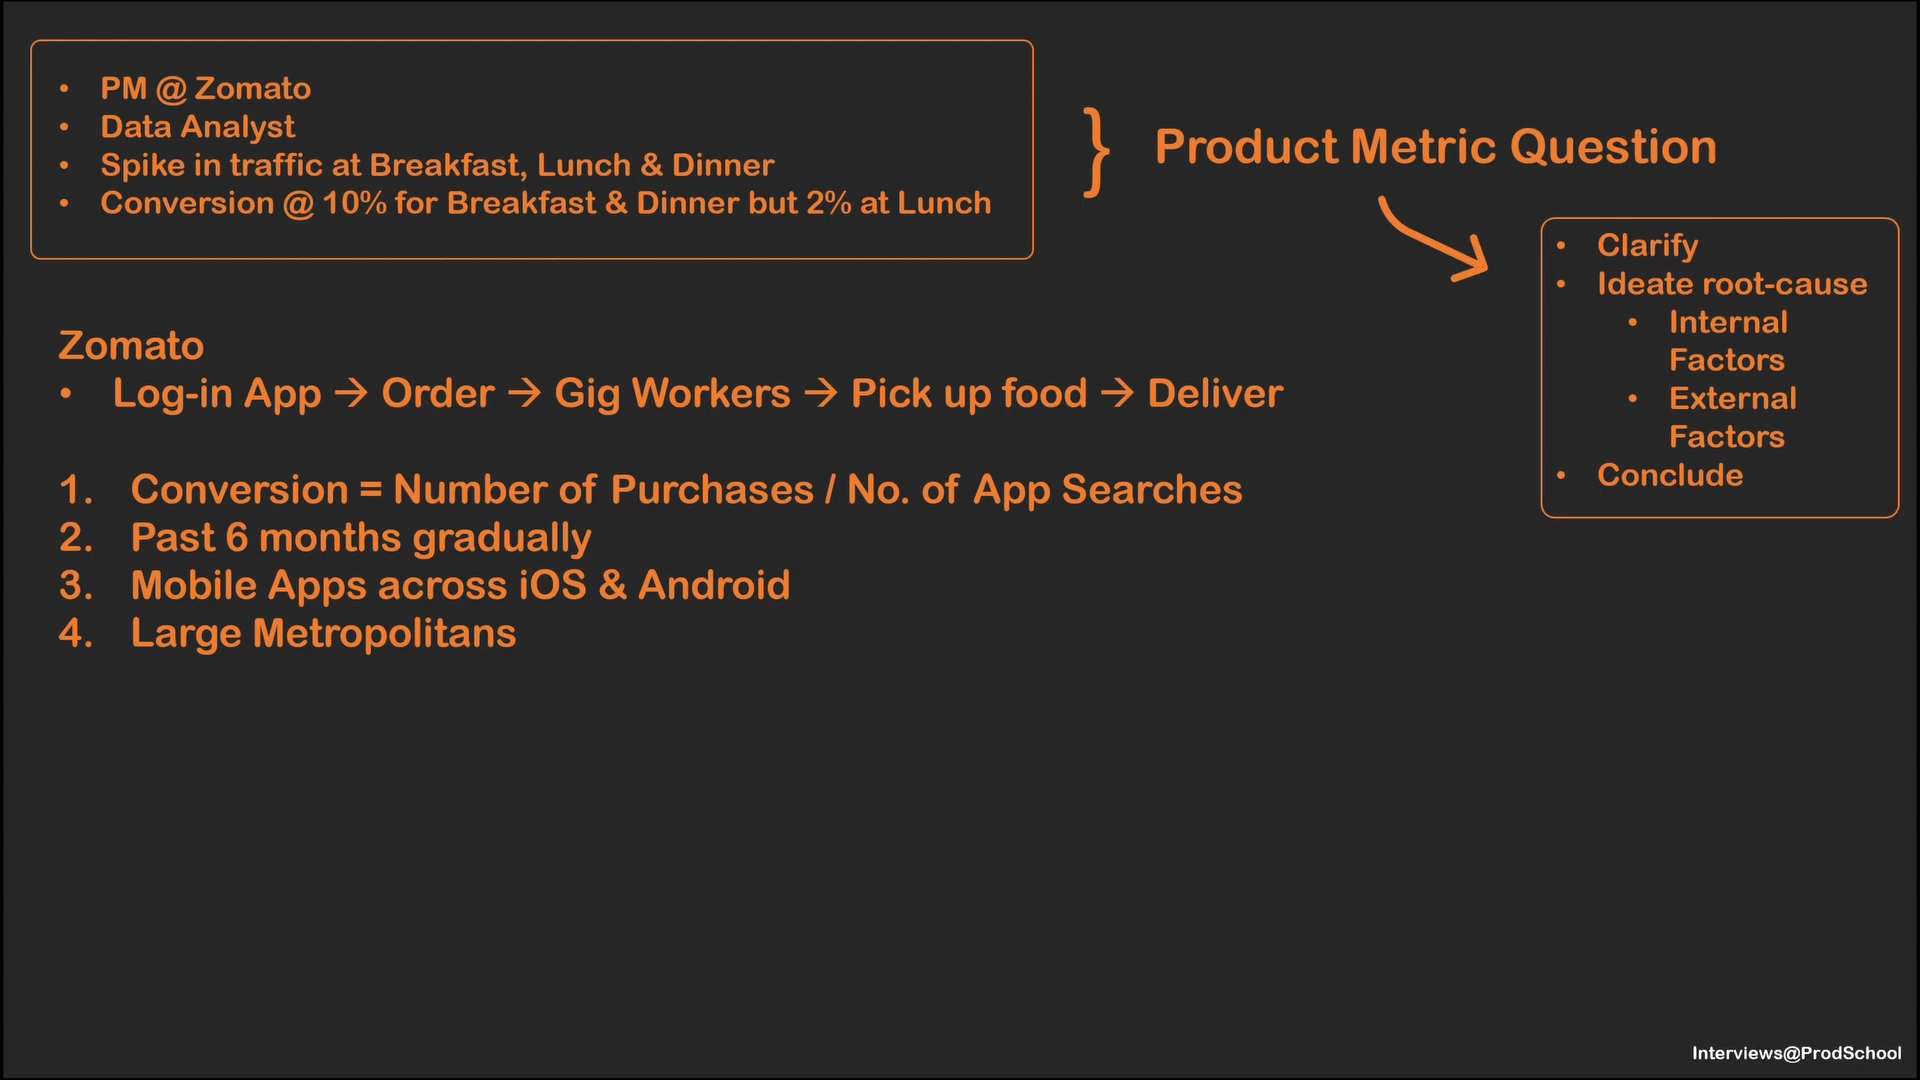 • PM @ Zomato
• Data Analyst
• Spike in traffic at Breakfast, Lunch & Dinner
• Conversion @ 10% for Breakfast & Dinner but 2% at Lunch
} Product Metric Question
• Clarify
• Ideate root-cause
• Internal
Factors
• External
Factors
• Conclude
Zomato
• Log-in App → Order → Gig Workers → Pick up food → Deliver
1. Conversion = Number of Purchases / No. of App Searches
2. Past 6 months gradually
3. Mobile Apps across iOS & Android
4. Large Metropolitans
Interviews@ProdSchool